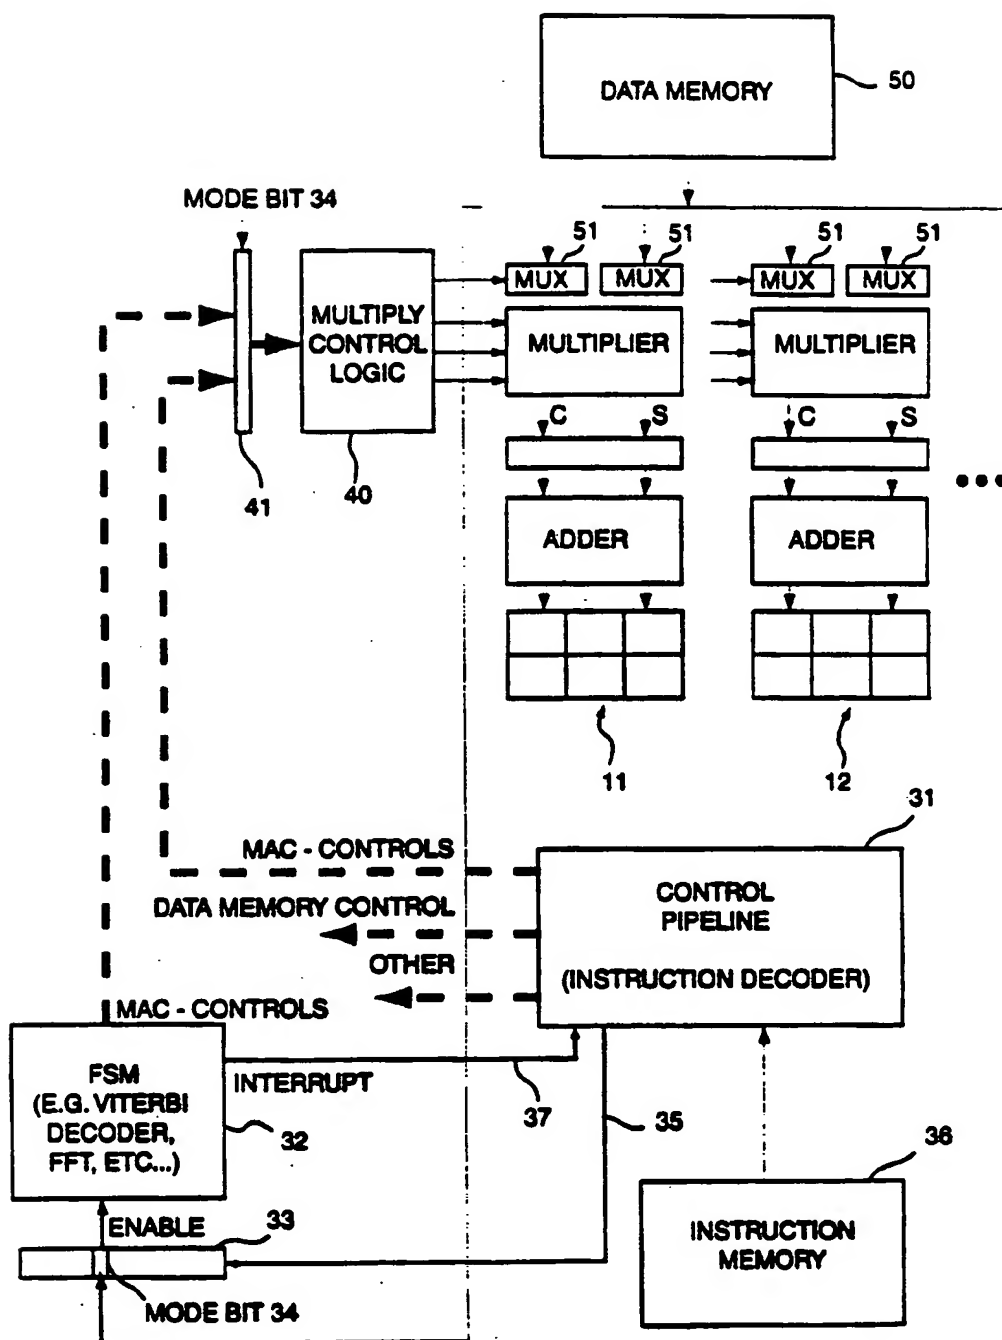 DATA MEMORY
50
MODE BIT 34
51
51
51
51
MUX
MUX
MUX
MUX
MULTIPLY
CONTROL
LOGIC
MULTIPLIER
MULTIPLIER
C
S
C
S
41
40
ADDER
ADDER
11
12
31
MAC - CONTROLS
CONTROL
PIPELINE
(INSTRUCTION DECODER)
DATA MEMORY CONTROL
OTHER
MAC - CONTROLS
FSM
(E.G. VITERBI
DECODER,
FFT, ETC...)
INTERRUPT
32
37
35
36
INSTRUCTION
MEMORY
ENABLE
33
MODE BIT 34